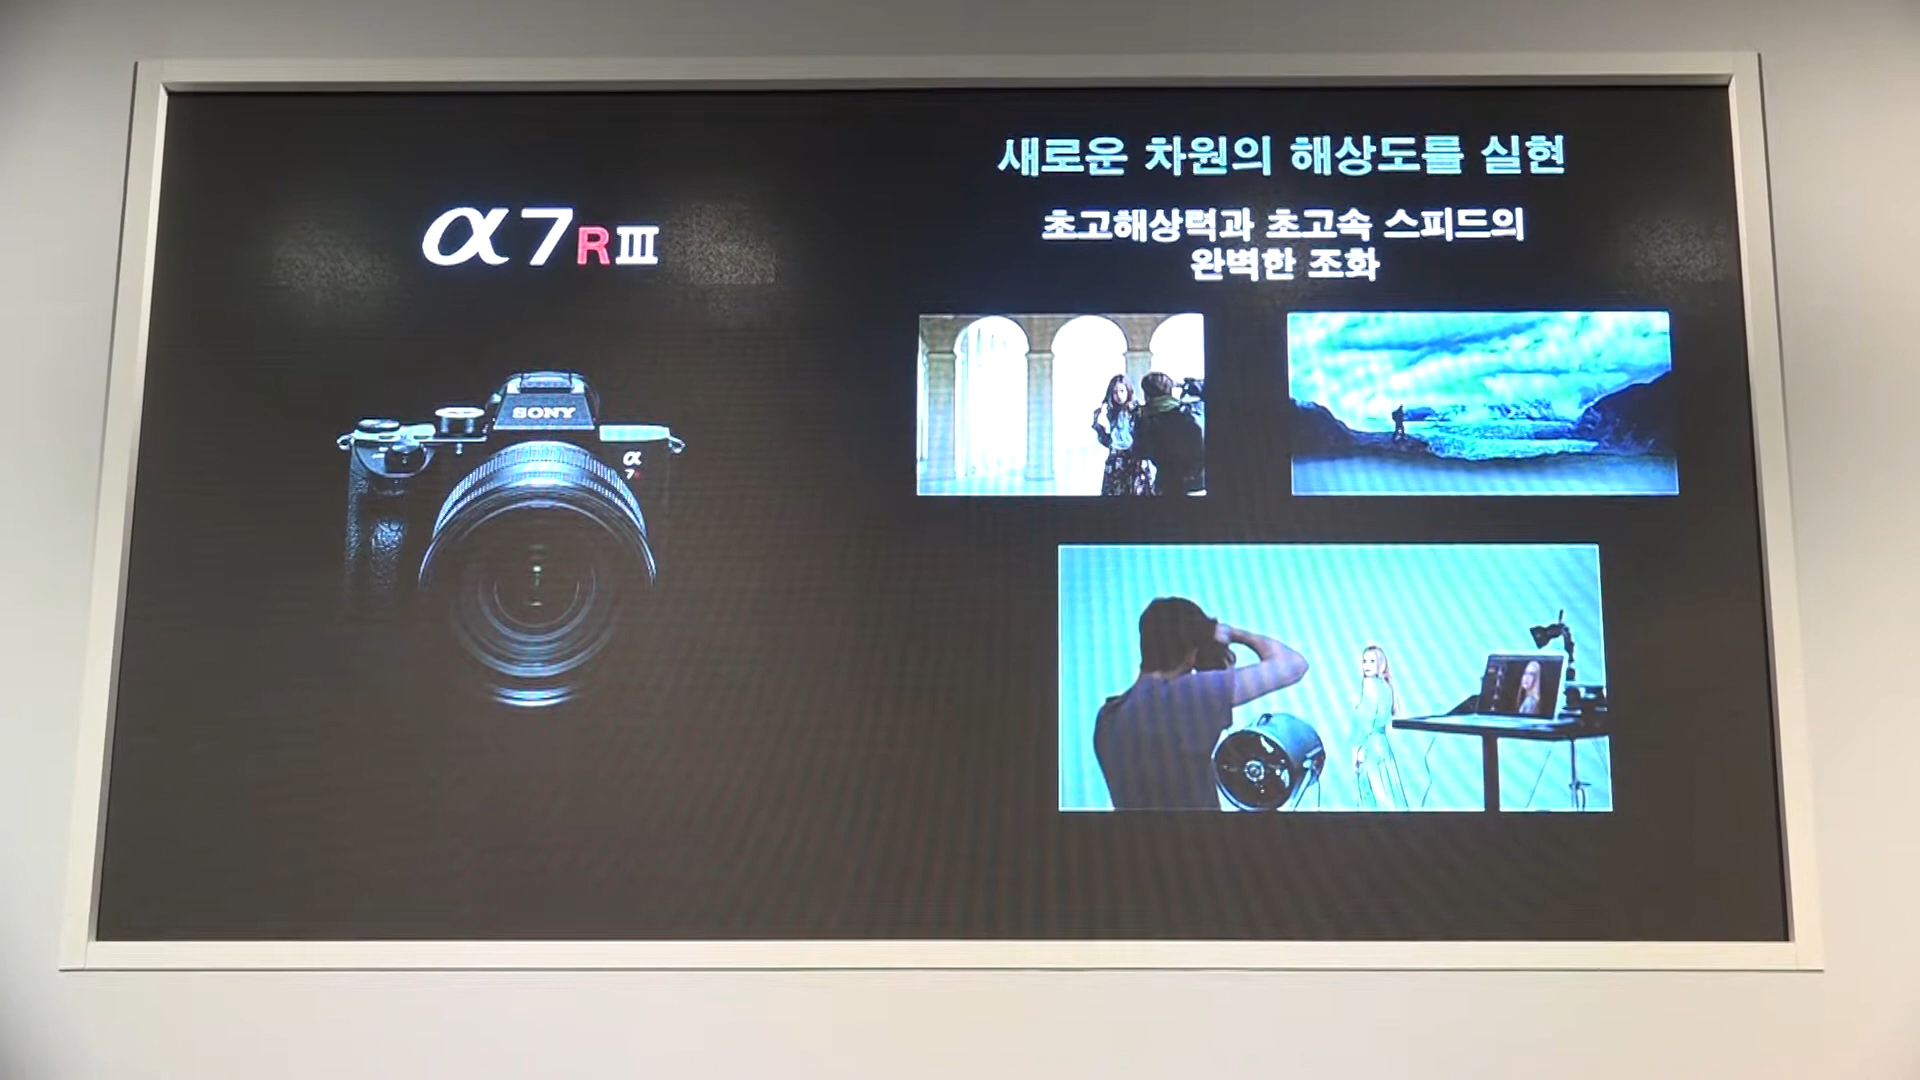 α7RIII
SONY
α
7R
새로운 차원의 해상도를 실현
초고해상력과 초고속 스피드의
완벽한 조화